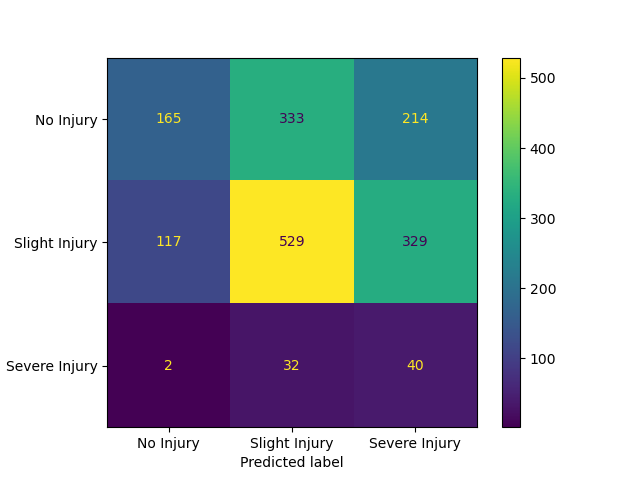 500
No Injury 165 333 214
400
300
Slight Injury 117 529 329
200
100
Severe Injury 2 32 40
No Injury Slight Injury Severe Injury
Predicted label